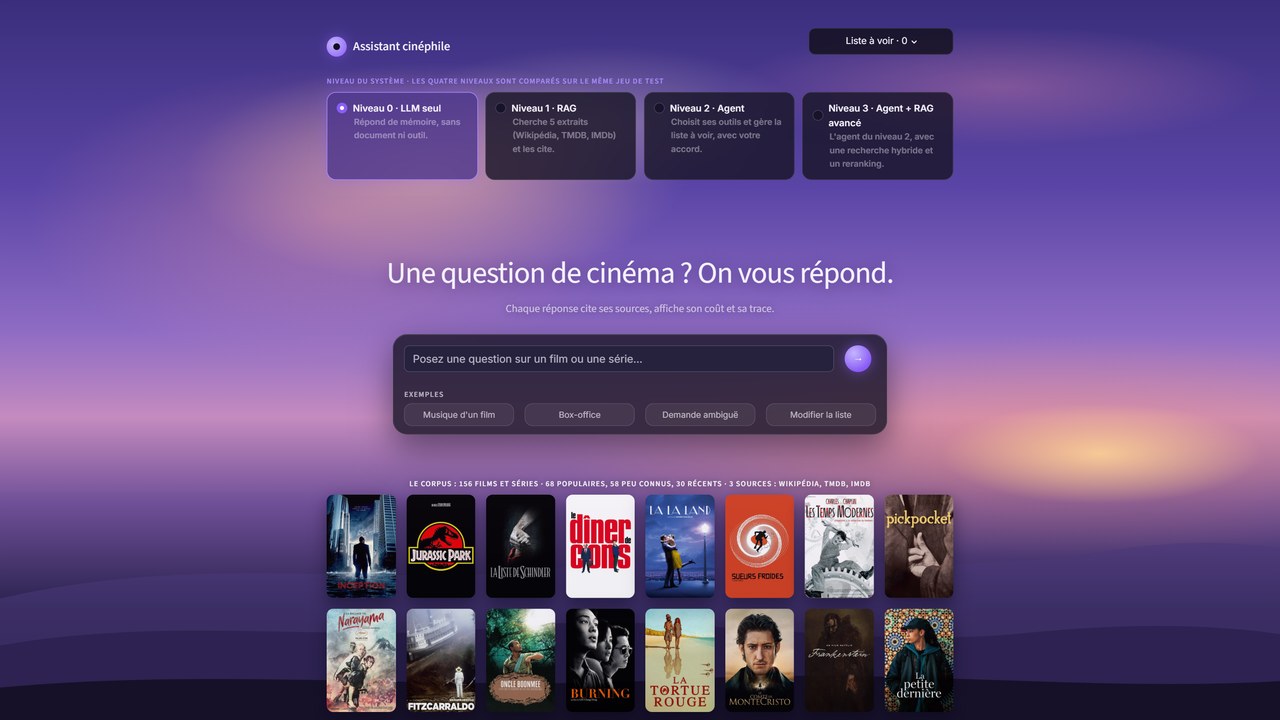 Assistant cinéphile
Liste à voir · 0
NIVEAU DU SYSTÈME · LES QUATRE NIVEAUX SONT COMPARÉS SUR LE MÊME JEU DE TEST
Niveau 0 · LLM seul
Répond de mémoire, sans
document ni outil.
Niveau 1 · RAG
Cherche 5 extraits
(Wikipédia, TMDB, IMDb)
et les cite.
Niveau 2 · Agent
Choisit ses outils et gère la
liste à voir, avec votre
accord.
Niveau 3 · Agent + RAG
avancé
L'agent du niveau 2, avec
une recherche hybride et
un reranking.
Une question de cinéma ? On vous répond.
Chaque réponse cite ses sources, affiche son coût et sa trace.
Posez une question sur un film ou une série...
→
EXEMPLES
Musique d'un film
Box-office
Demande ambiguë
Modifier la liste
LE CORPUS : 156 FILMS ET SÉRIES · 68 POPULAIRES, 58 PEU CONNUS, 30 RÉCENTS · 3 SOURCES : WIKIPÉDIA, TMDB, IMDB
INCEPTION
JURASSIC PARK
LA LISTE DE SCHINDLER
LE
dîner
de
cons
LA LA LAND
SUEURS FROIDES
CHARLES CHAPLIN
LES TEMPS MODERNES
pickpocket
Narayama
FITZCARRALDO
ONCLE BOONMEE
BURNING
LA
TORTUE
ROUGE
LE COMTE DE
MONTE-CRISTO
Frankenstein
La
petite
dernière